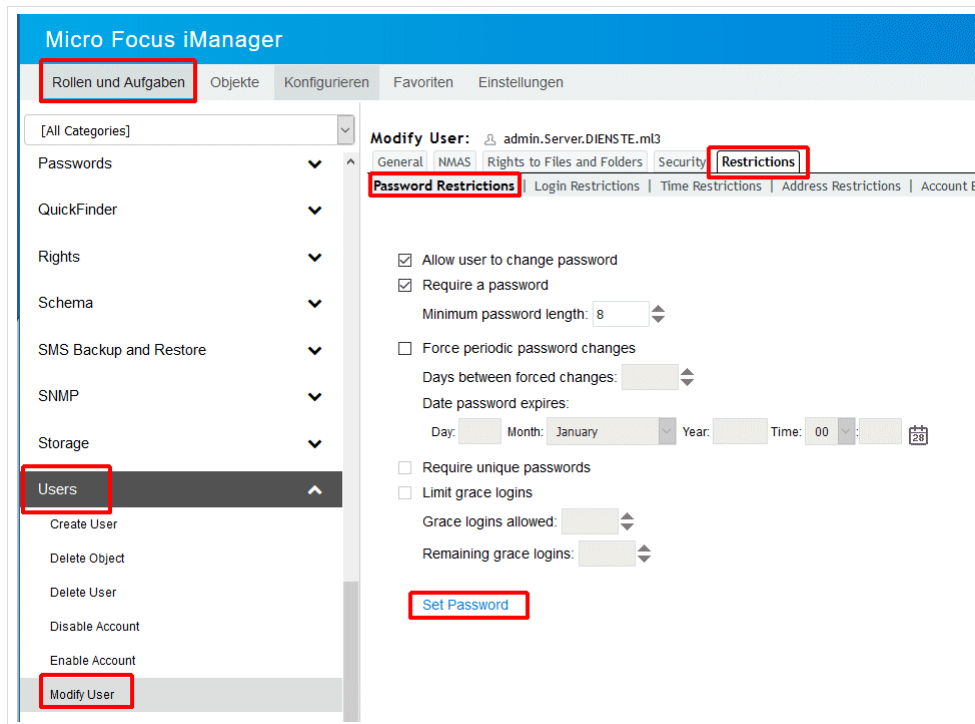 Micro Focus iManager
Rollen und Aufgaben Objekte Konfigurieren Favoriten Einstellungen
[All Categories]
Passwords
QuickFinder
Rights
Schema
SMS Backup and Restore
SNMP
Storage
Users
Create User
Delete Object
Delete User
Disable Account
Enable Account
Modify User
Modify User: admin.Server.DIENSTE.ml3
General NMAS Rights to Files and Folders Security Restrictions
Password Restrictions | Login Restrictions | Time Restrictions | Address Restrictions | Account
Allow user to change password
Require a password
Minimum password length: 8
Force periodic password changes
Days between forced changes:
Date password expires:
Day: Month: January Year: Time: 00 :
28
Require unique passwords
Limit grace logins
Grace logins allowed:
Remaining grace logins:
Set Password